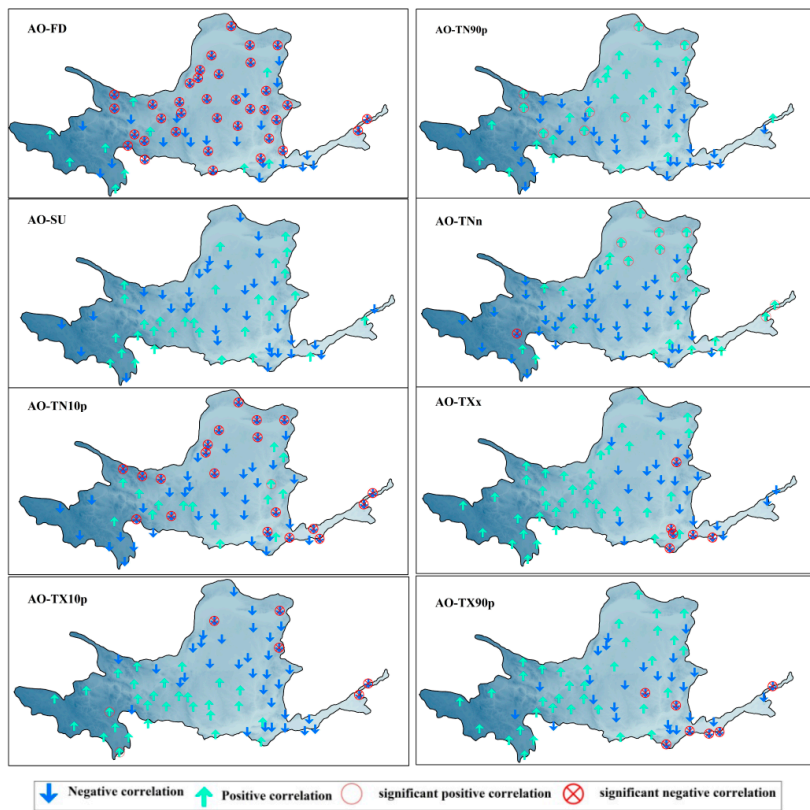 AO-FD
AO-TN90p
AO-SU
AO-TNn
AO-TN10p
AO-TXx
AO-TX10p
AO-TX90p
Negative correlation Positive correlation significant positive correlation significant negative correlation